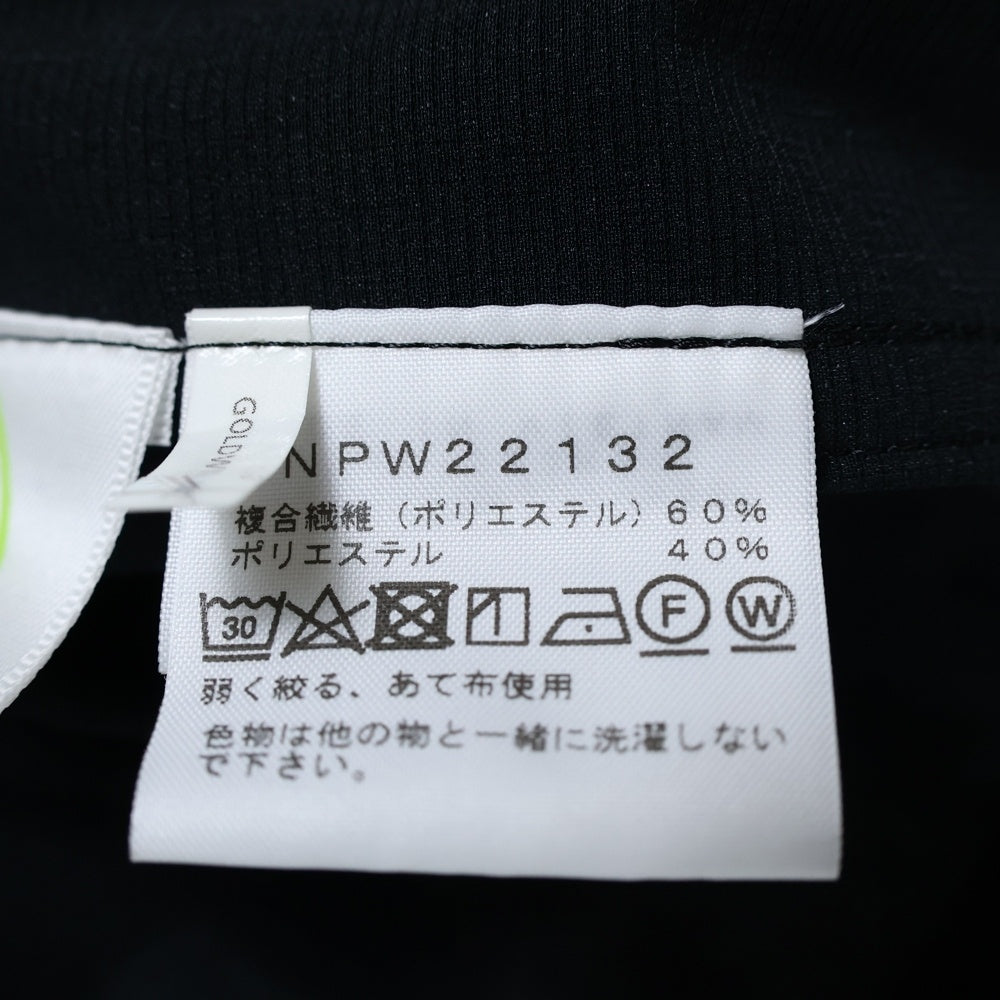 GOLDW
NPW22132
複合繊維（ポリエステル）60%
ポリエステル 40%
30 F W
弱く絞る、あて布使用
色物は他の物と一緒に洗濯しない
で下さい。